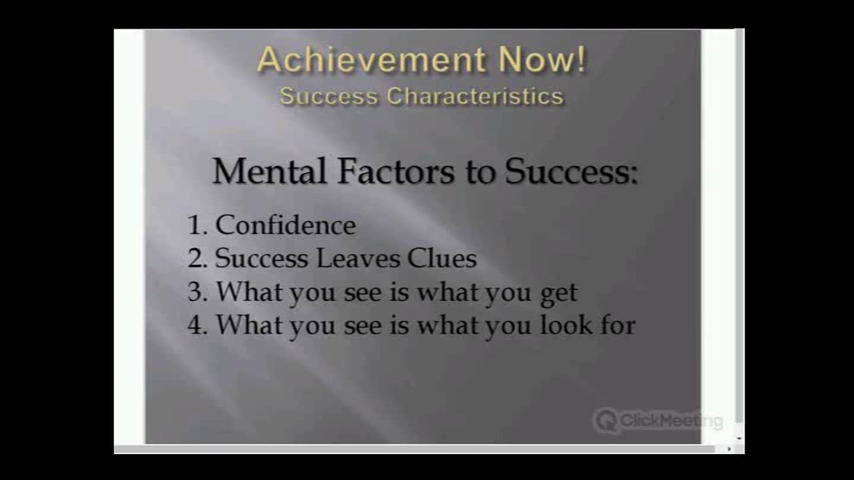 Achievement Now!
Success Characteristics
Mental Factors to Success:
1. Confidence
2. Success Leaves Clues
3. What you see is what you get
4. What you see is what you look for
ClickMeeting